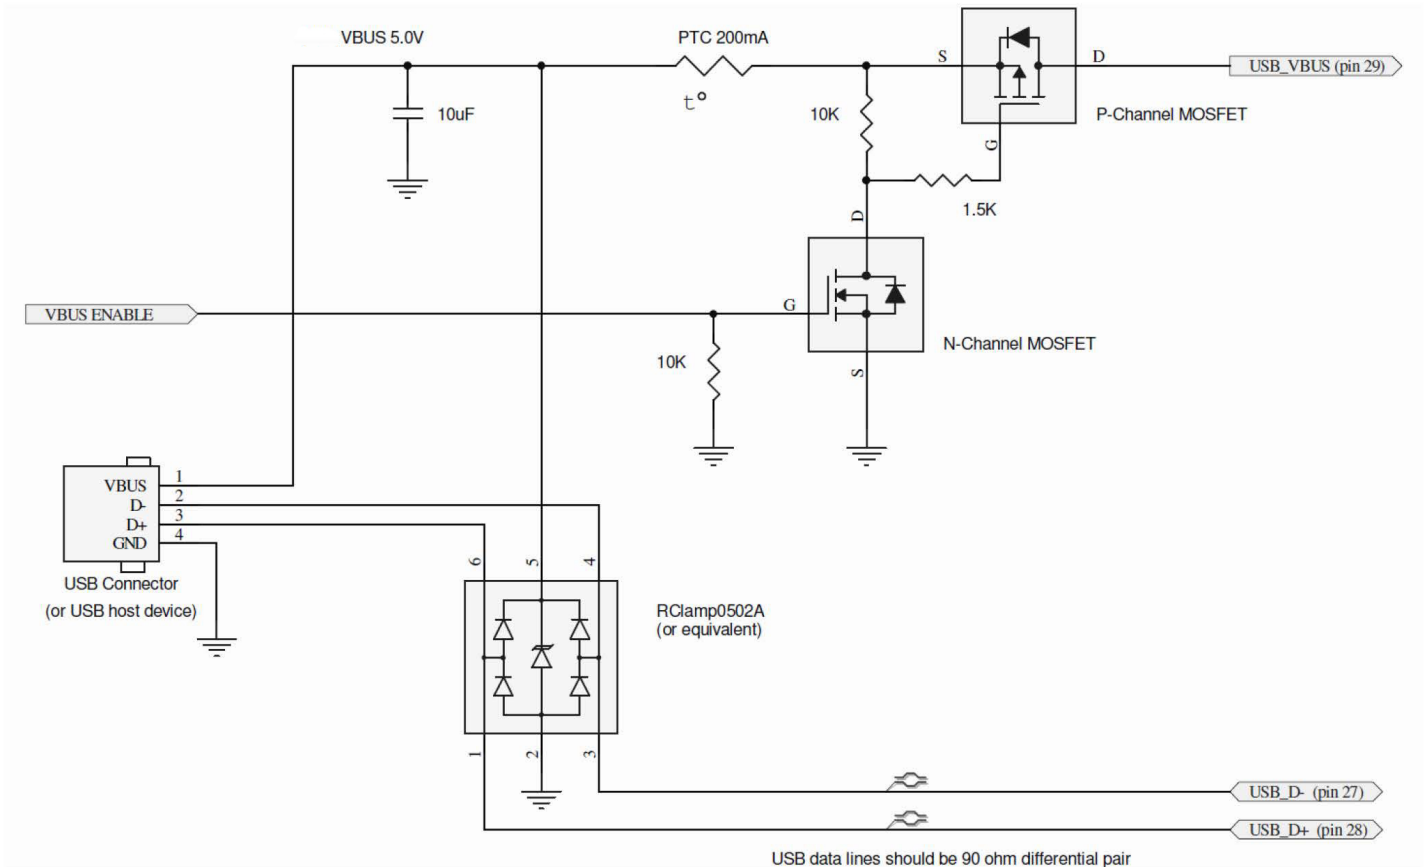 VBUS 5.0V
PTC 200mA
t°
10uF
S
D
USB_VBUS (pin 29)
P-Channel MOSFET
10K
G
1.5K
D
VBUS ENABLE
G
N-Channel MOSFET
10K
S
VBUS
1
D-
2
D+
3
GND
4
USB Connector
(or USB host device)
6
5
4
RClamp0502A
(or equivalent)
1
2
3
USB_D- (pin 27)
USB_D+ (pin 28)
USB data lines should be 90 ohm differential pair